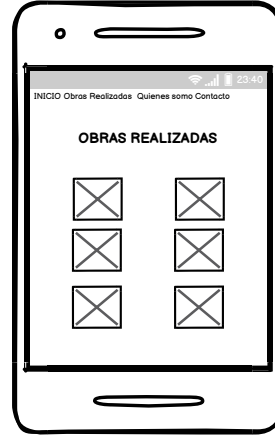 23:40
INICIO Obras Realizadas Quienes somo Contacto
OBRAS REALIZADAS